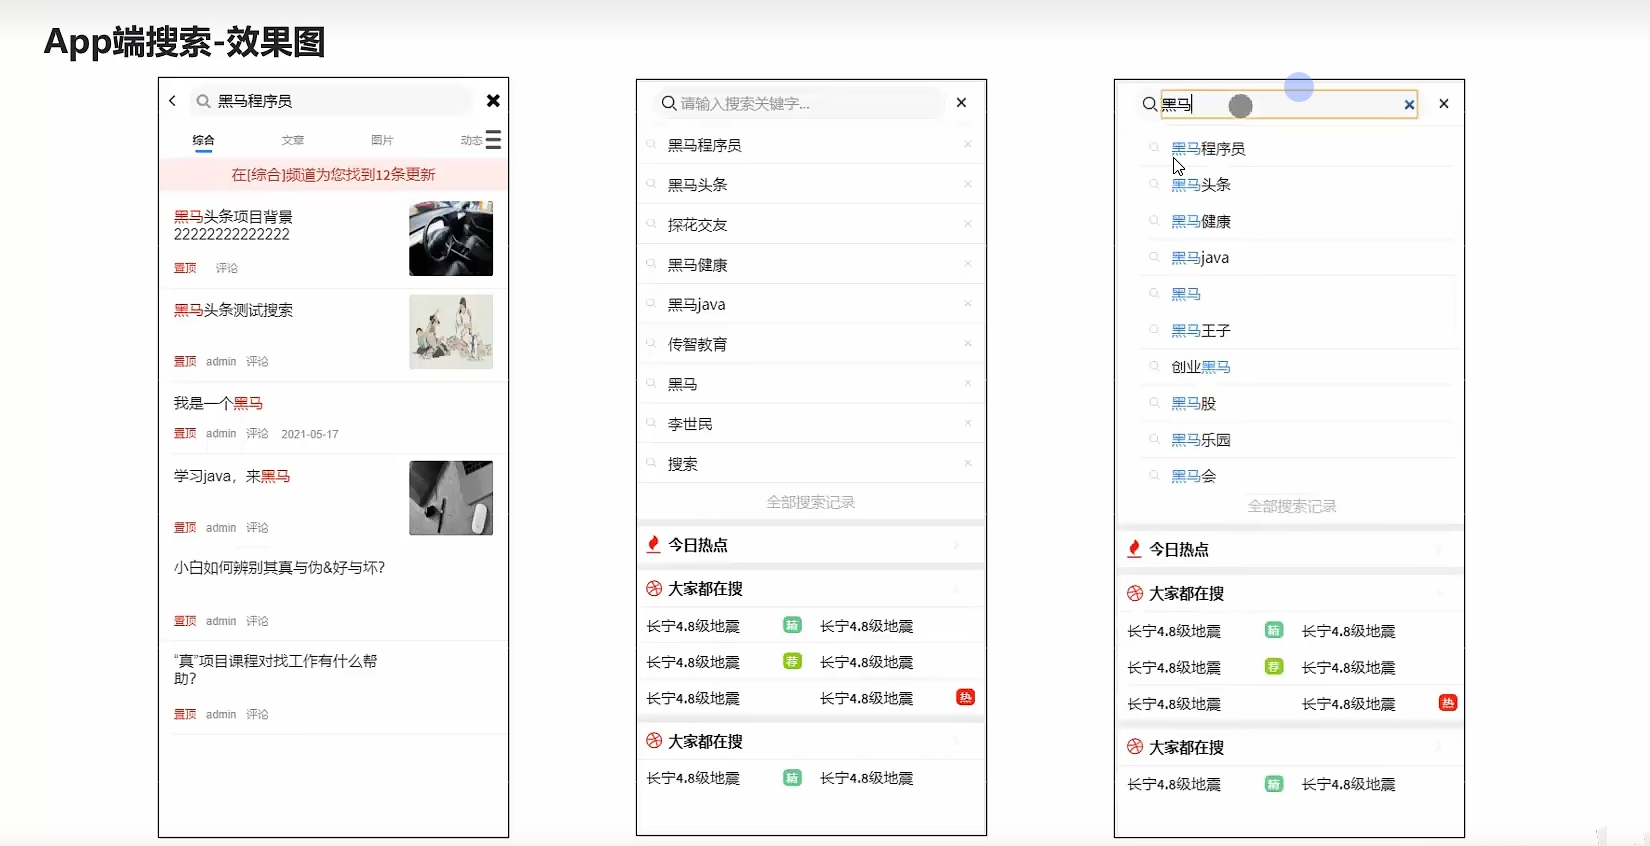 App端搜索-效果图
黑马程序员
综合 文章 图片 动态
在[综合]频道为您找到12条更新
黑马头条项目背景
22222222222222
置顶 评论
黑马头条测试搜索
置顶 admin 评论
我是一个黑马
置顶 admin 评论 2021-05-17
学习java，来黑马
置顶 admin 评论
小白如何辨别其真与伪&好与坏?
置顶 admin 评论
“真”项目课程对找工作有什么帮
助?
置顶 admin 评论
请输入搜索关键字...
黑马程序员
黑马头条
探花交友
黑马健康
黑马java
传智教育
黑马
李世民
搜索
全部搜索记录
今日热点
大家都在搜
长宁4.8级地震 精 长宁4.8级地震
长宁4.8级地震 荐 长宁4.8级地震
长宁4.8级地震 长宁4.8级地震 热
大家都在搜
长宁4.8级地震 精 长宁4.8级地震
黑马
黑马程序员
黑马头条
黑马健康
黑马java
黑马
黑马王子
创业黑马
黑马股
黑马乐园
黑马会
全部搜索记录
今日热点
大家都在搜
长宁4.8级地震 精 长宁4.8级地震
长宁4.8级地震 荐 长宁4.8级地震
长宁4.8级地震 长宁4.8级地震 热
大家都在搜
长宁4.8级地震 精 长宁4.8级地震